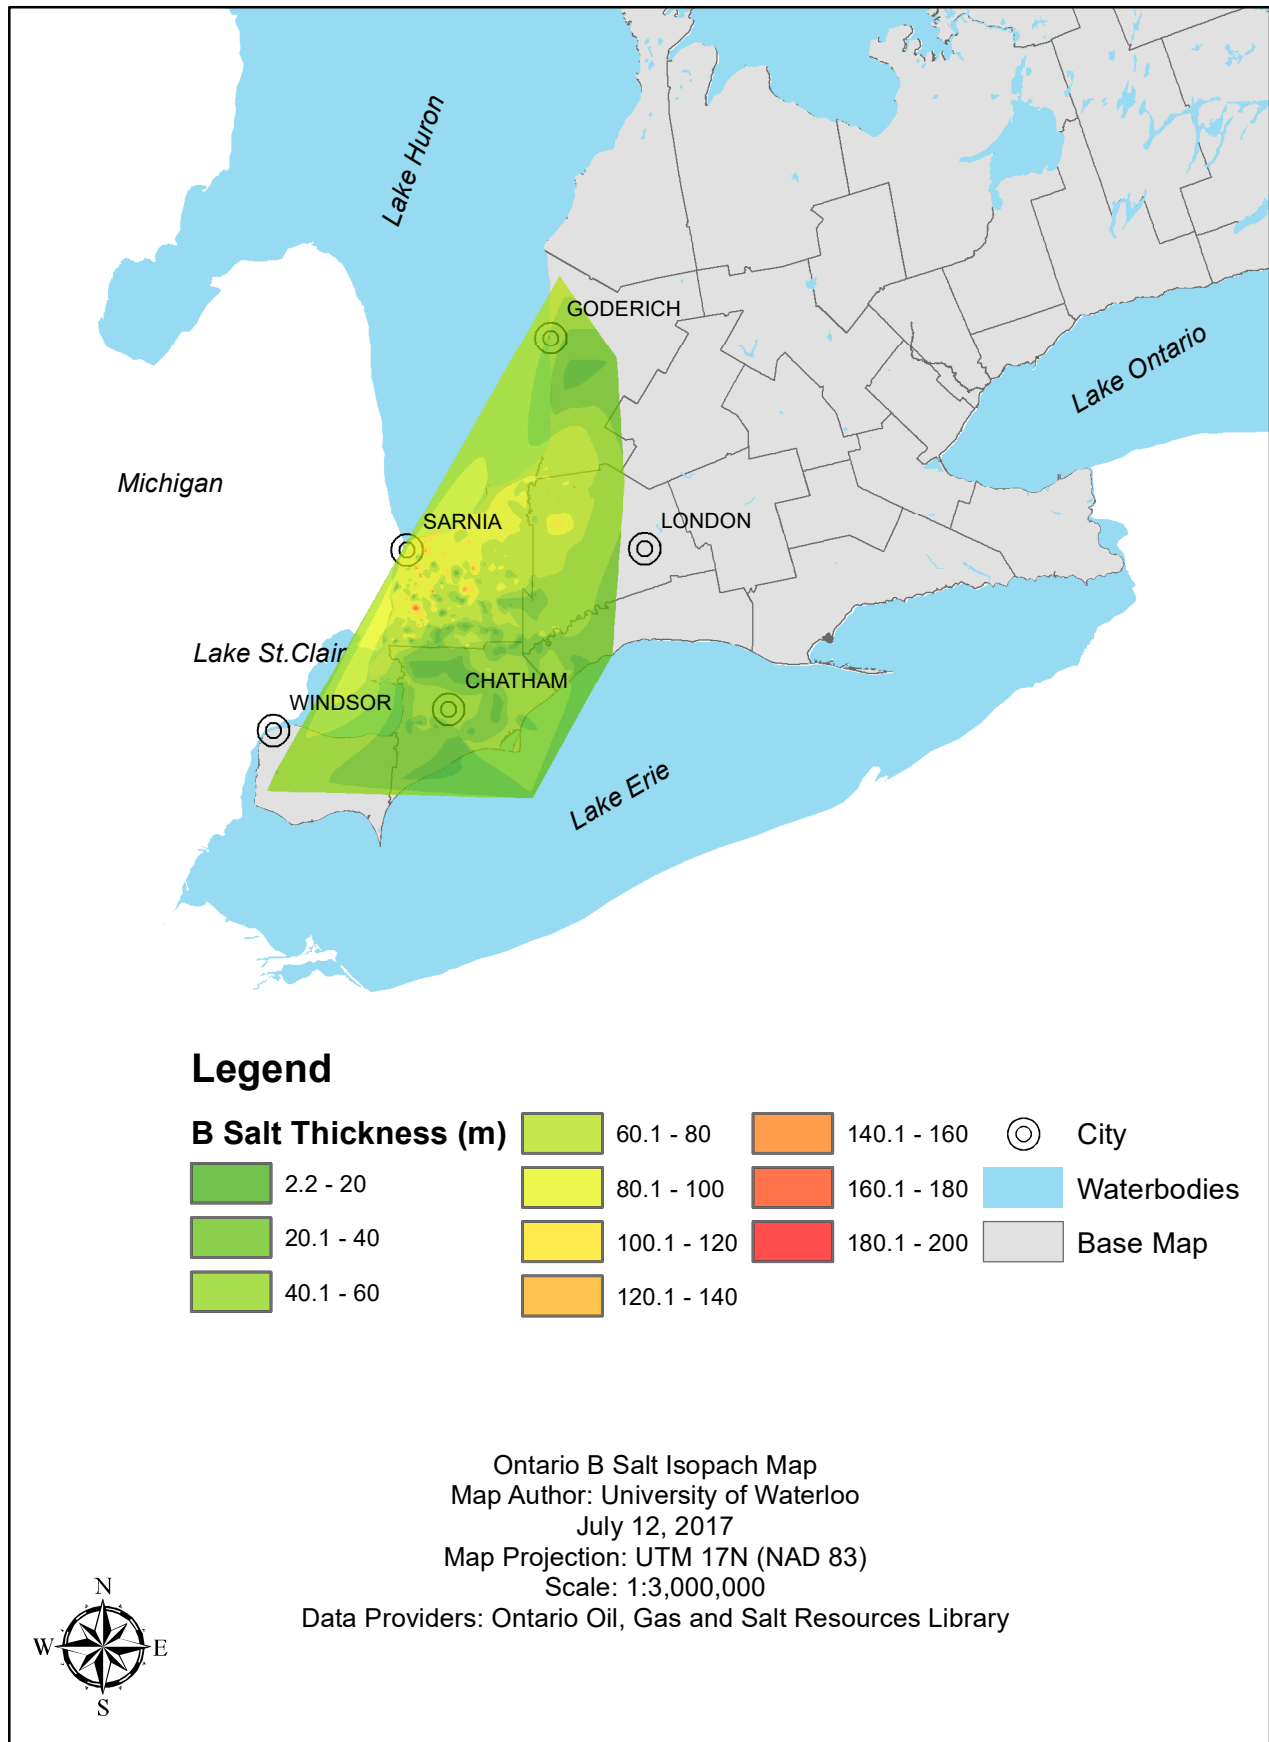 Lake Huron
GODERICH
Lake Ontario
Michigan
SARNIA
LONDON
Lake St.Clair
CHATHAM
WINDSOR
Lake Erie
Legend
B Salt Thickness (m)
2.2 - 20
20.1 - 40
40.1 - 60
60.1 - 80
80.1 - 100
100.1 - 120
120.1 - 140
140.1 - 160
160.1 - 180
180.1 - 200
City
Waterbodies
Base Map
Ontario B Salt Isopach Map
Map Author: University of Waterloo
July 12, 2017
Map Projection: UTM 17N (NAD 83)
Scale: 1:3,000,000
Data Providers: Ontario Oil, Gas and Salt Resources Library
N
W E
S